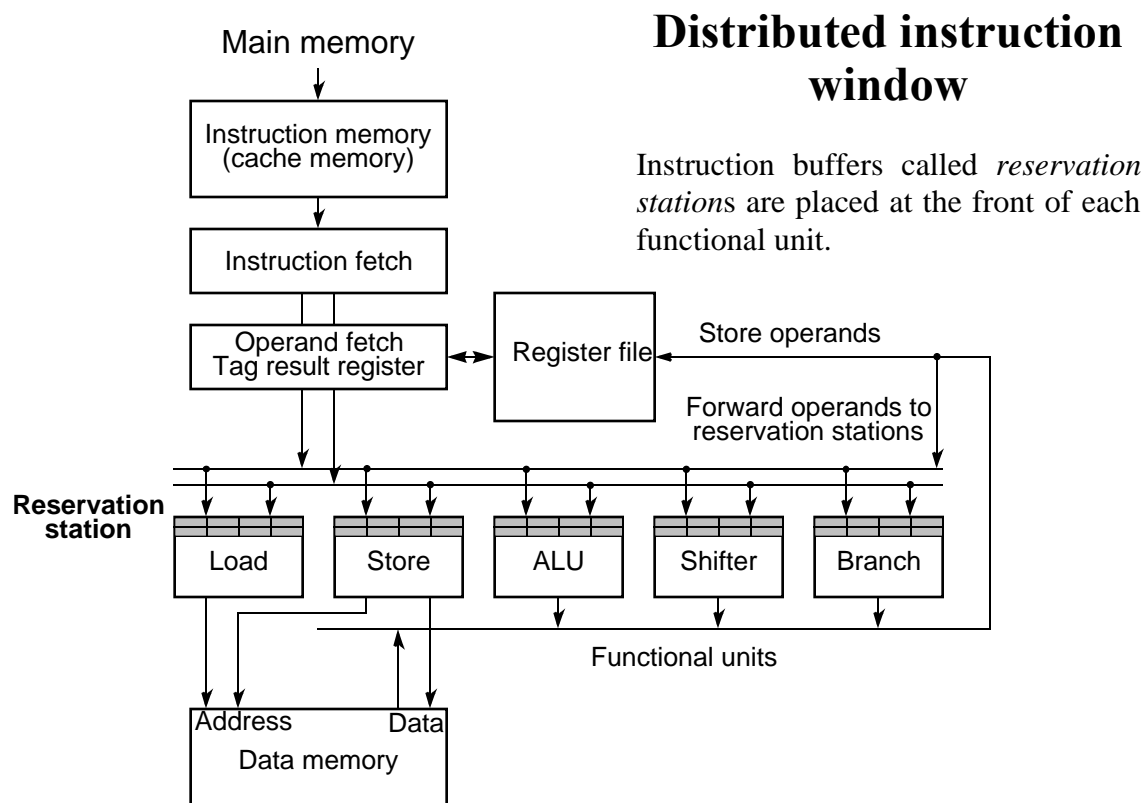 Distributed instruction
window
Instruction buffers called reservation
stations are placed at the front of each
functional unit.
Main memory
Instruction memory
(cache memory)
Instruction fetch
Operand fetch
Tag result register
Register file
Store operands
Forward operands to
reservation stations
Reservation
station
Load
Store
ALU
Shifter
Branch
Functional units
Address
Data
Data memory